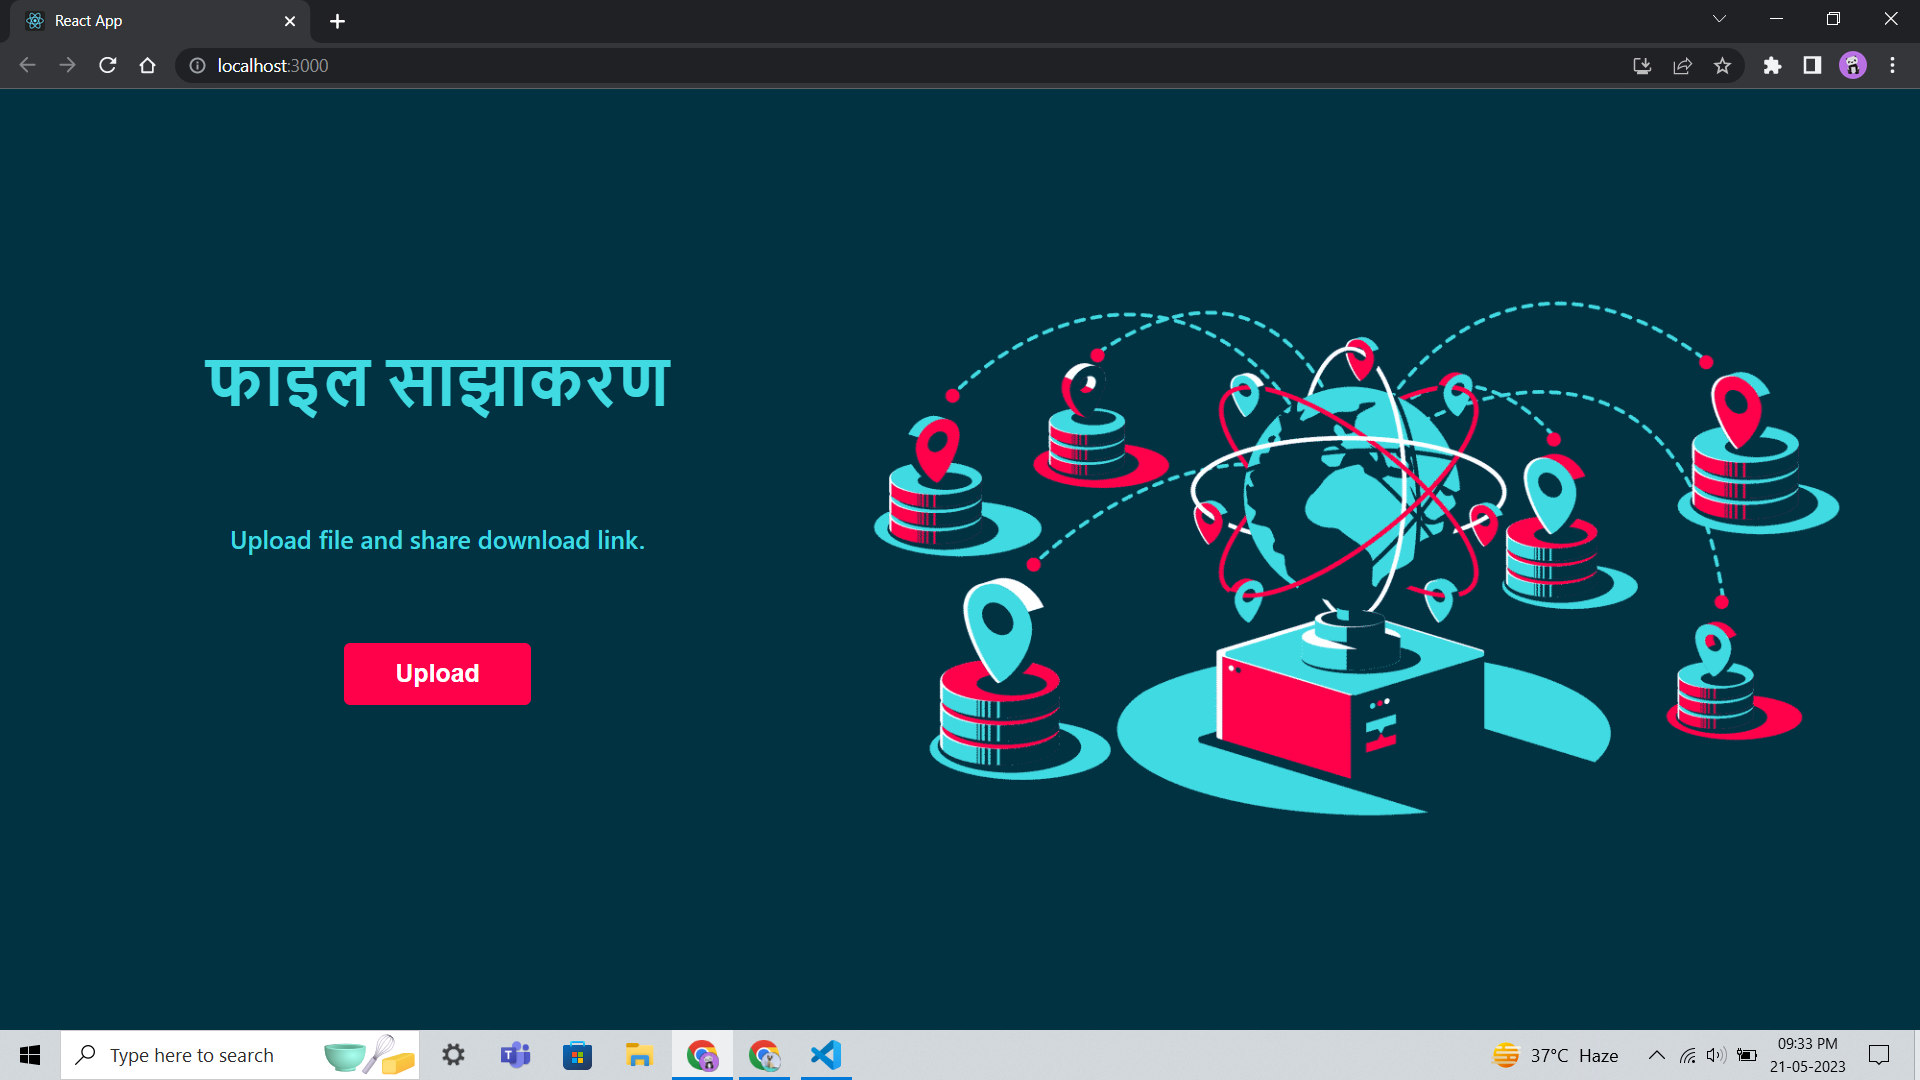 React App
localhost:3000
फाइल साझाकरण
Upload file and share download link.
Upload
Type here to search
37°C Haze
09:33 PM
21-05-2023